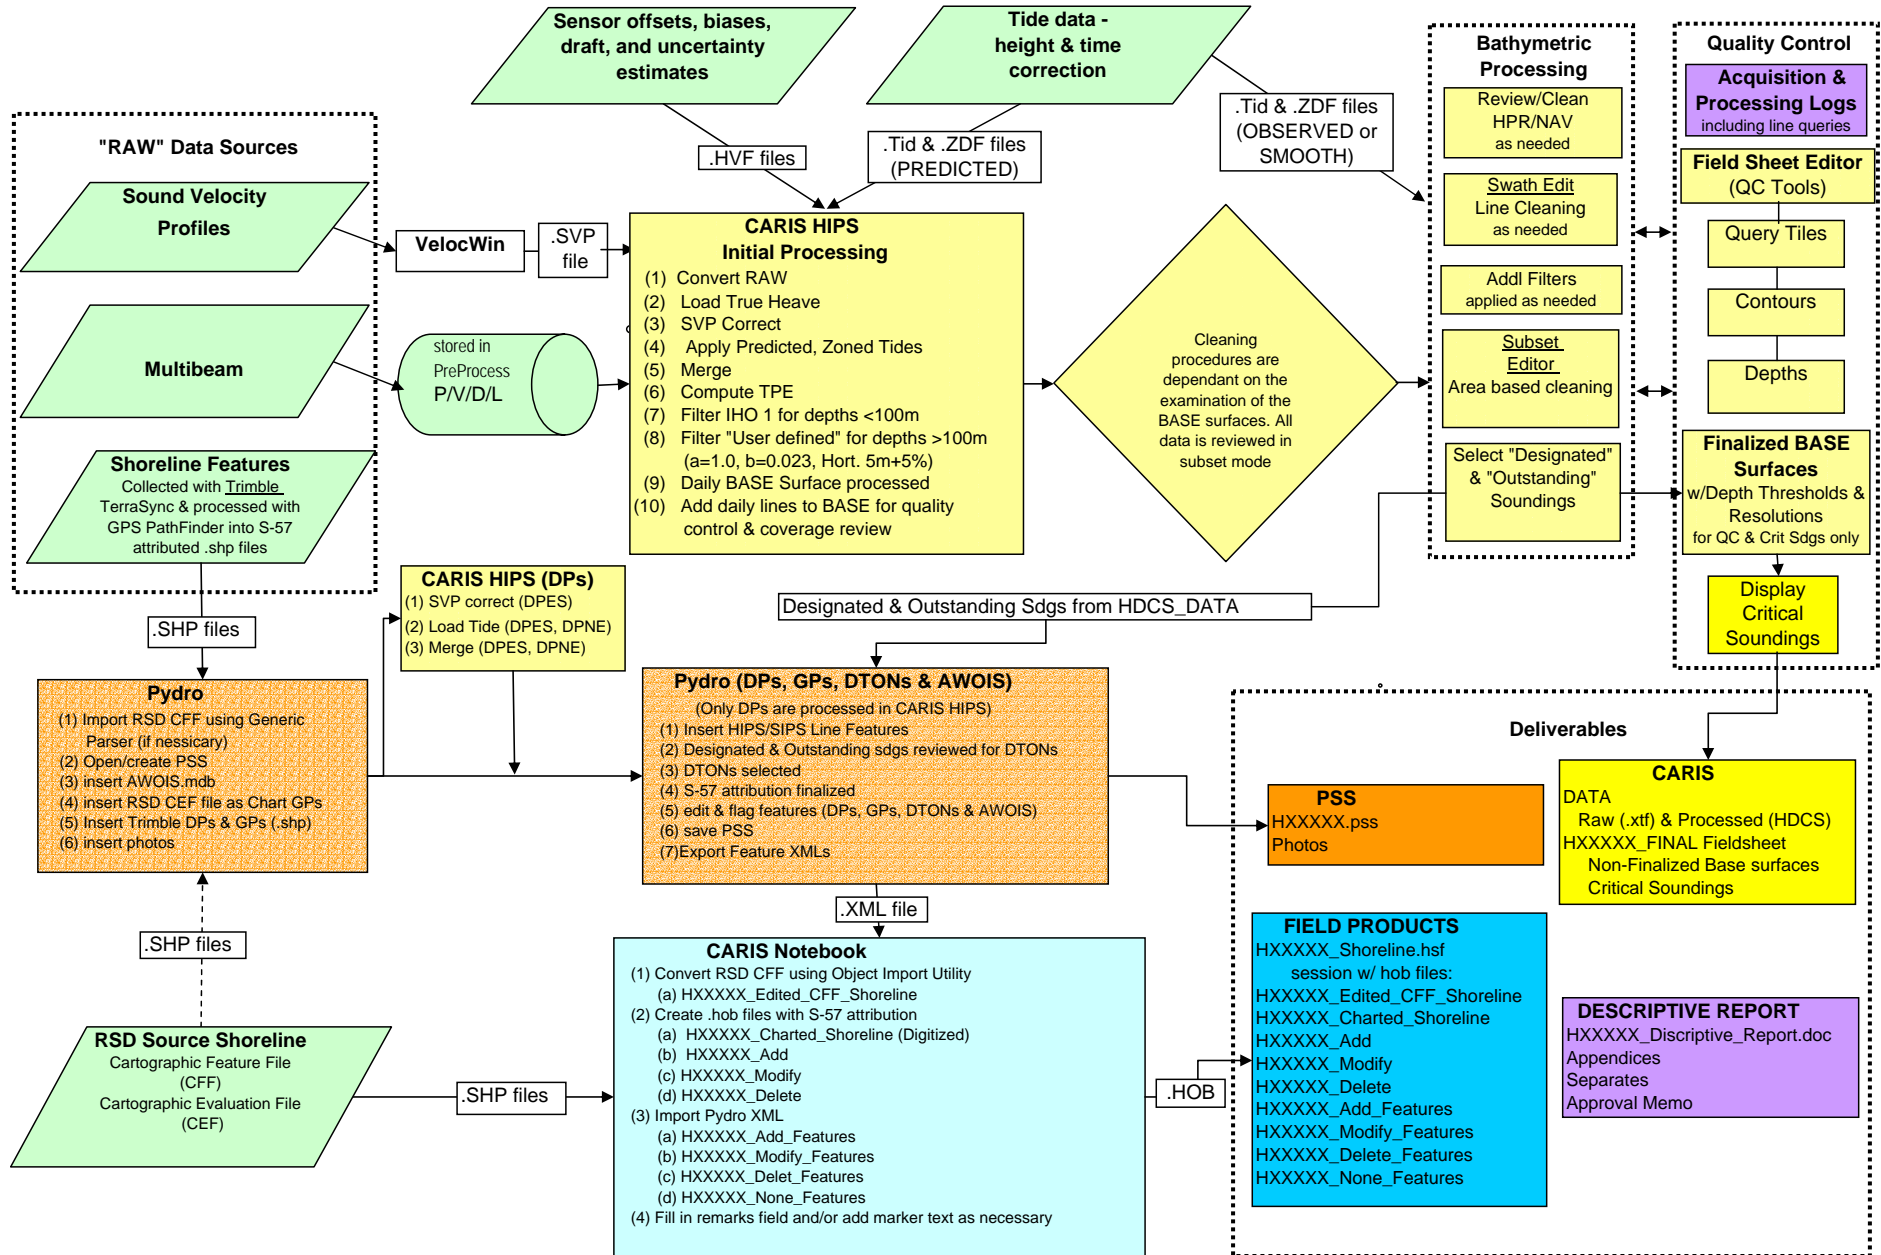 Sensor offsets, biases,
draft, and uncertainty
estimates
Tide data -
height & time
correction
.HVF files
.Tid & .ZDF files
(PREDICTED)
.Tid & .ZDF files
(OBSERVED or
SMOOTH)
"RAW" Data Sources
Sound Velocity
Profiles
Multibeam
Shoreline Features
Collected with Trimble
TerraSync & processed with
GPS PathFinder into S-57
attributed .shp files
VelocWin
.SVP
file
stored in
PreProcess
P/V/D/L
CARIS HIPS
Initial Processing
(1) Convert RAW
(2) Load True Heave
(3) SVP Correct
(4) Apply Predicted, Zoned Tides
(5) Merge
(6) Compute TPE
(7) Filter IHO 1 for depths <100m
(8) Filter "User defined" for depths >100m
(a=1.0, b=0.023, Hort. 5m+5%)
(9) Daily BASE Surface processed
(10) Add daily lines to BASE for quality
control & coverage review
Cleaning
procedures are
dependant on the
examination of the
BASE surfaces. All
data is reviewed in
subset mode
Bathymetric
Processing
Review/Clean
HPR/NAV
as needed
Swath Edit
Line Cleaning
as needed
Addl Filters
applied as needed
Subset
Editor
Area based cleaning
Select "Designated"
& "Outstanding"
Soundings
Quality Control
Acquisition &
Processing Logs
including line queries
Field Sheet Editor
(QC Tools)
Query Tiles
Contours
Depths
Finalized BASE
Surfaces
w/Depth Thresholds &
Resolutions
for QC & Crit Sdgs only
Display
Critical
Soundings
.SHP files
CARIS HIPS (DPs)
(1) SVP correct (DPES)
(2) Load Tide (DPES, DPNE)
(3) Merge (DPES, DPNE)
Designated & Outstanding Sdgs from HDCS_DATA
Pydro
(1) Import RSD CFF using Generic
Parser (if nessicary)
(2) Open/create PSS
(3) insert AWOIS.mdb
(4) insert RSD CEF file as Chart GPs
(5) Insert Trimble DPs & GPs (.shp)
(6) insert photos
Pydro (DPs, GPs, DTONs & AWOIS)
(Only DPs are processed in CARIS HIPS)
(1) Insert HIPS/SIPS Line Features
(2) Designated & Outstanding sdgs reviewed for DTONs
(3) DTONs selected
(4) S-57 attribution finalized
(5) edit & flag features (DPs, GPs, DTONs & AWOIS)
(6) save PSS
(7)Export Feature XMLs
.XML file
.SHP files
RSD Source Shoreline
Cartographic Feature File
(CFF)
Cartographic Evaluation File
(CEF)
.SHP files
CARIS Notebook
(1) Convert RSD CFF using Object Import Utility
(a) HXXXXX_Edited_CFF_Shoreline
(2) Create .hob files with S-57 attribution
(a) HXXXXX_Charted_Shoreline (Digitized)
(b) HXXXXX_Add
(c) HXXXXX_Modify
(d) HXXXXX_Delete
(3) Import Pydro XML
(a) HXXXXX_Add_Features
(b) HXXXXX_Modify_Features
(c) HXXXXX_Delet_Features
(d) HXXXXX_None_Features
(4) Fill in remarks field and/or add marker text as necessary
.HOB
Deliverables
PSS
HXXXXX.pss
Photos
CARIS
DATA
Raw (.xtf) & Processed (HDCS)
HXXXXX_FINAL Fieldsheet
Non-Finalized Base surfaces
Critical Soundings
FIELD PRODUCTS
HXXXXX_Shoreline.hsf
session w/ hob files:
HXXXXX_Edited_CFF_Shoreline
HXXXXX_Charted_Shoreline
HXXXXX_Add
HXXXXX_Modify
HXXXXX_Delete
HXXXXX_Add_Features
HXXXXX_Modify_Features
HXXXXX_Delete_Features
HXXXXX_None_Features
DESCRIPTIVE REPORT
HXXXXX_Discriptive_Report.doc
Appendices
Separates
Approval Memo